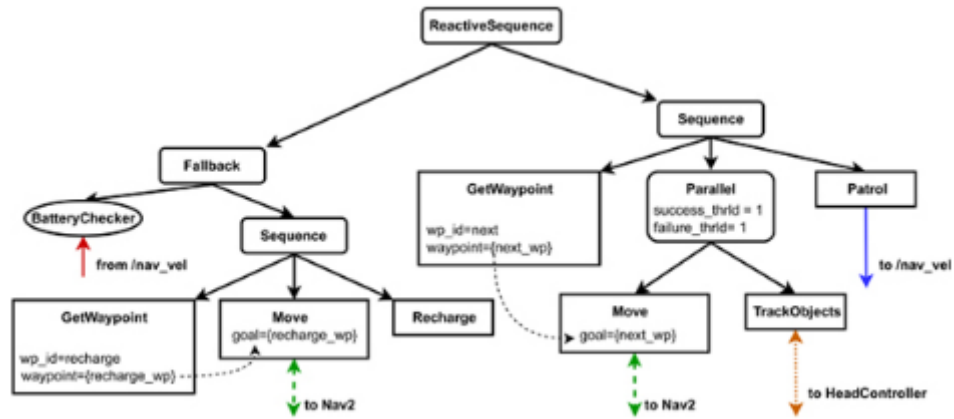 ReactiveSequence
Sequence
Fallback
GetWaypoint
wp_id=next
waypoint={next_wp}
Parallel
success_thrld = 1
failure_thrld= 1
Patrol
BatteryChecker
Sequence
from /nav_vel
to /nav_vel
GetWaypoint
wp_id=recharge
waypoint={recharge_wp}
Move
goal={recharge_wp}
Recharge
Move
goal={next_wp}
TrackObjects
to Nav2
to Nav2
to HeadController